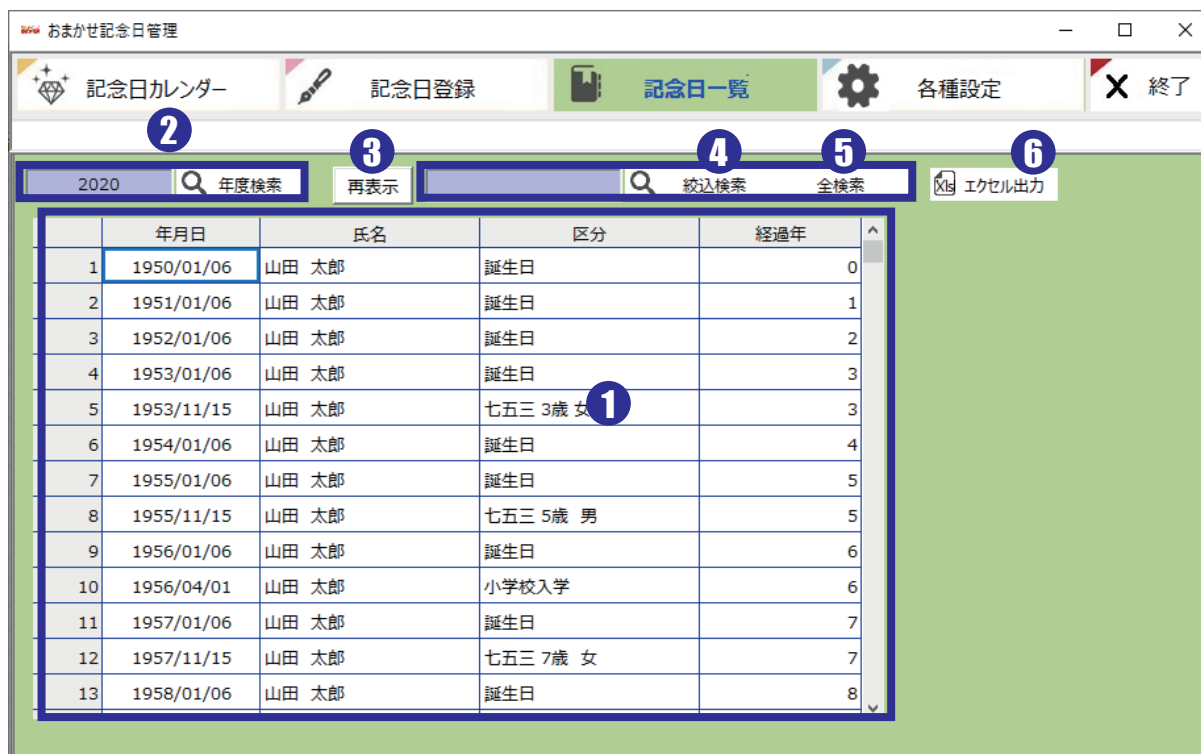 おまかせ記念日管理
記念日カレンダー 記念日登録 記念日一覧 各種設定 終了
2 3 4 5 6
2020 年度検索 再表示 絞込検索 全検索 Xls エクセル出力
年月日 氏名 区分 経過年
1 1950/01/06 山田 太郎 誕生日 0
2 1951/01/06 山田 太郎 誕生日 1
3 1952/01/06 山田 太郎 誕生日 2
4 1953/01/06 山田 太郎 誕生日 3
5 1953/11/15 山田 太郎 七五三 3歳 女 1 3
6 1954/01/06 山田 太郎 誕生日 4
7 1955/01/06 山田 太郎 誕生日 5
8 1955/11/15 山田 太郎 七五三 5歳 男 5
9 1956/01/06 山田 太郎 誕生日 6
10 1956/04/01 山田 太郎 小学校入学 6
11 1957/01/06 山田 太郎 誕生日 7
12 1957/11/15 山田 太郎 七五三 7歳 女 7
13 1958/01/06 山田 太郎 誕生日 8